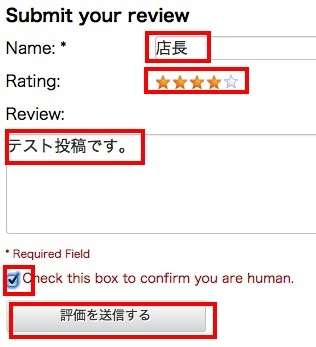 Submit your review
Name: * 店長
Rating:
Review:
テスト投稿です。
* Required Field
Check this box to confirm you are human.
評価を送信する